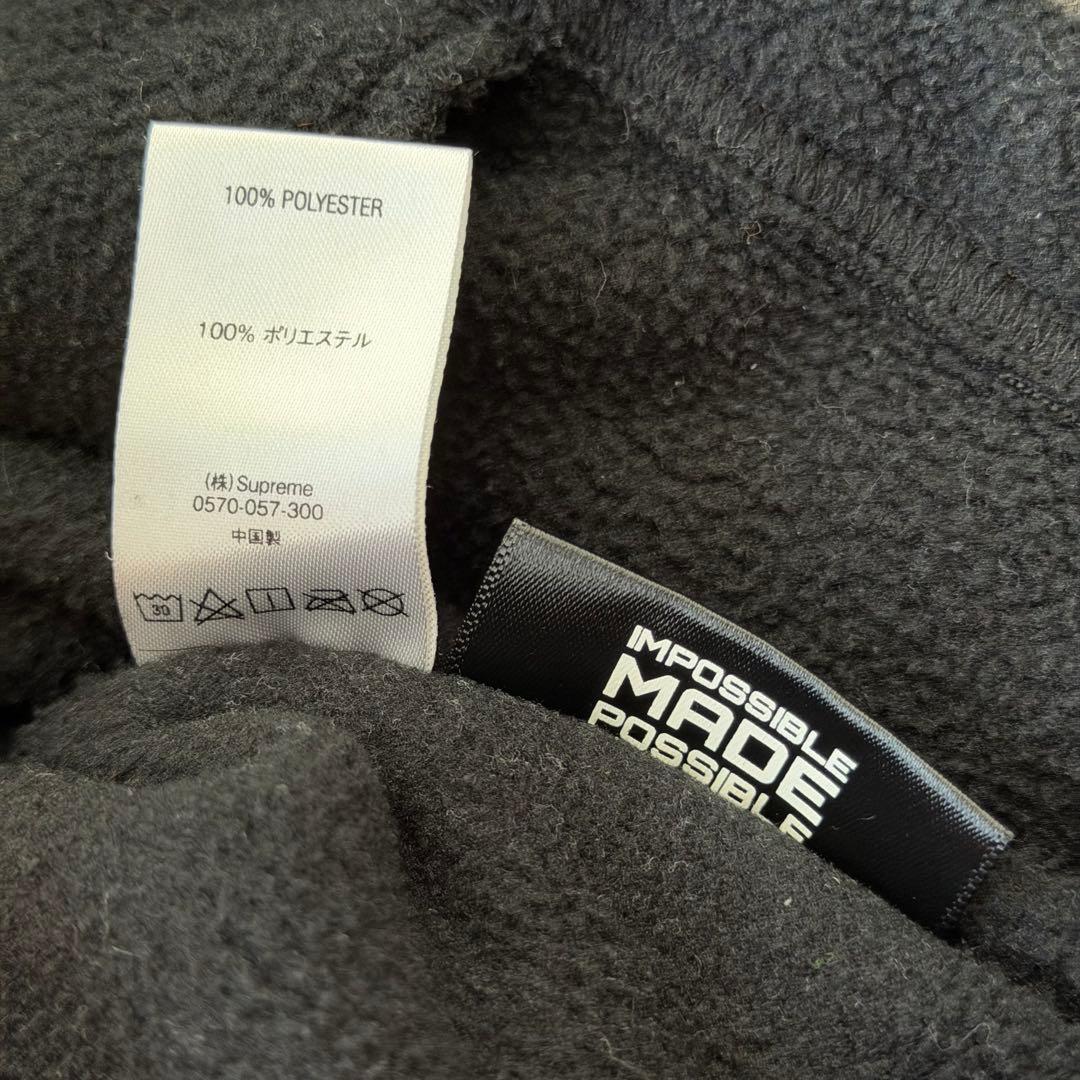 100% POLYESTER
100% ポリエステル
(株)Supreme
0570-057-300
中国製
30
IMPOSSIBLE
MADE
POSSIBLE